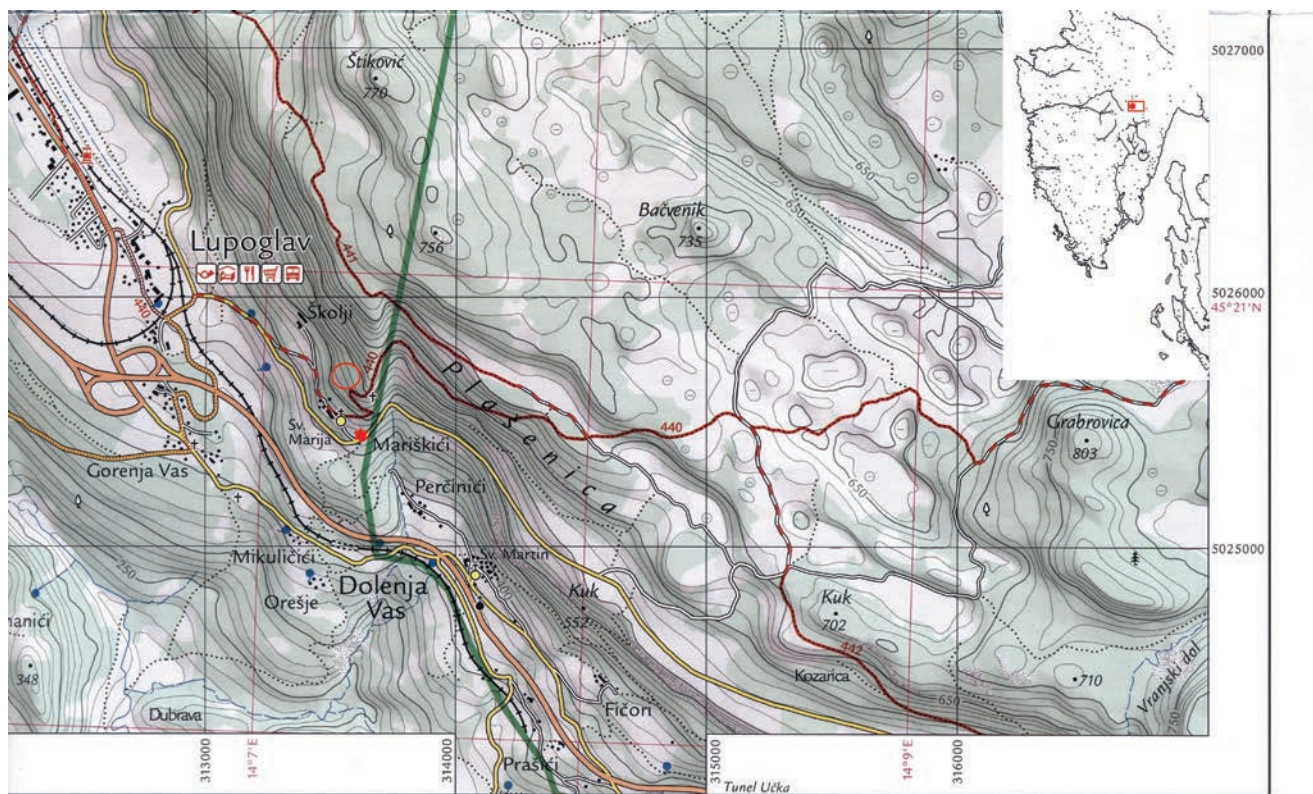 Štiković
770
5027000
650
650
Bačvenik
735
756
441
Lupoglav
440
Školji
5026000
45°21'N
440
Plašenica
Sv.
Marija
Mariškići
440
Grabrovica
803
750
650
Gorenja Vas
Perčinići
Mikuličići
Sv. Martin
5025000
250
Orešje
Dolenja
Vas
Kuk
552
Kuk
702
442
Kozarica
348
710
Vranjski dol
650
750
Dubrava
Fičori
Prašići
313000
14°7'E
314000
315000
14°9'E
316000
Tunel Učka